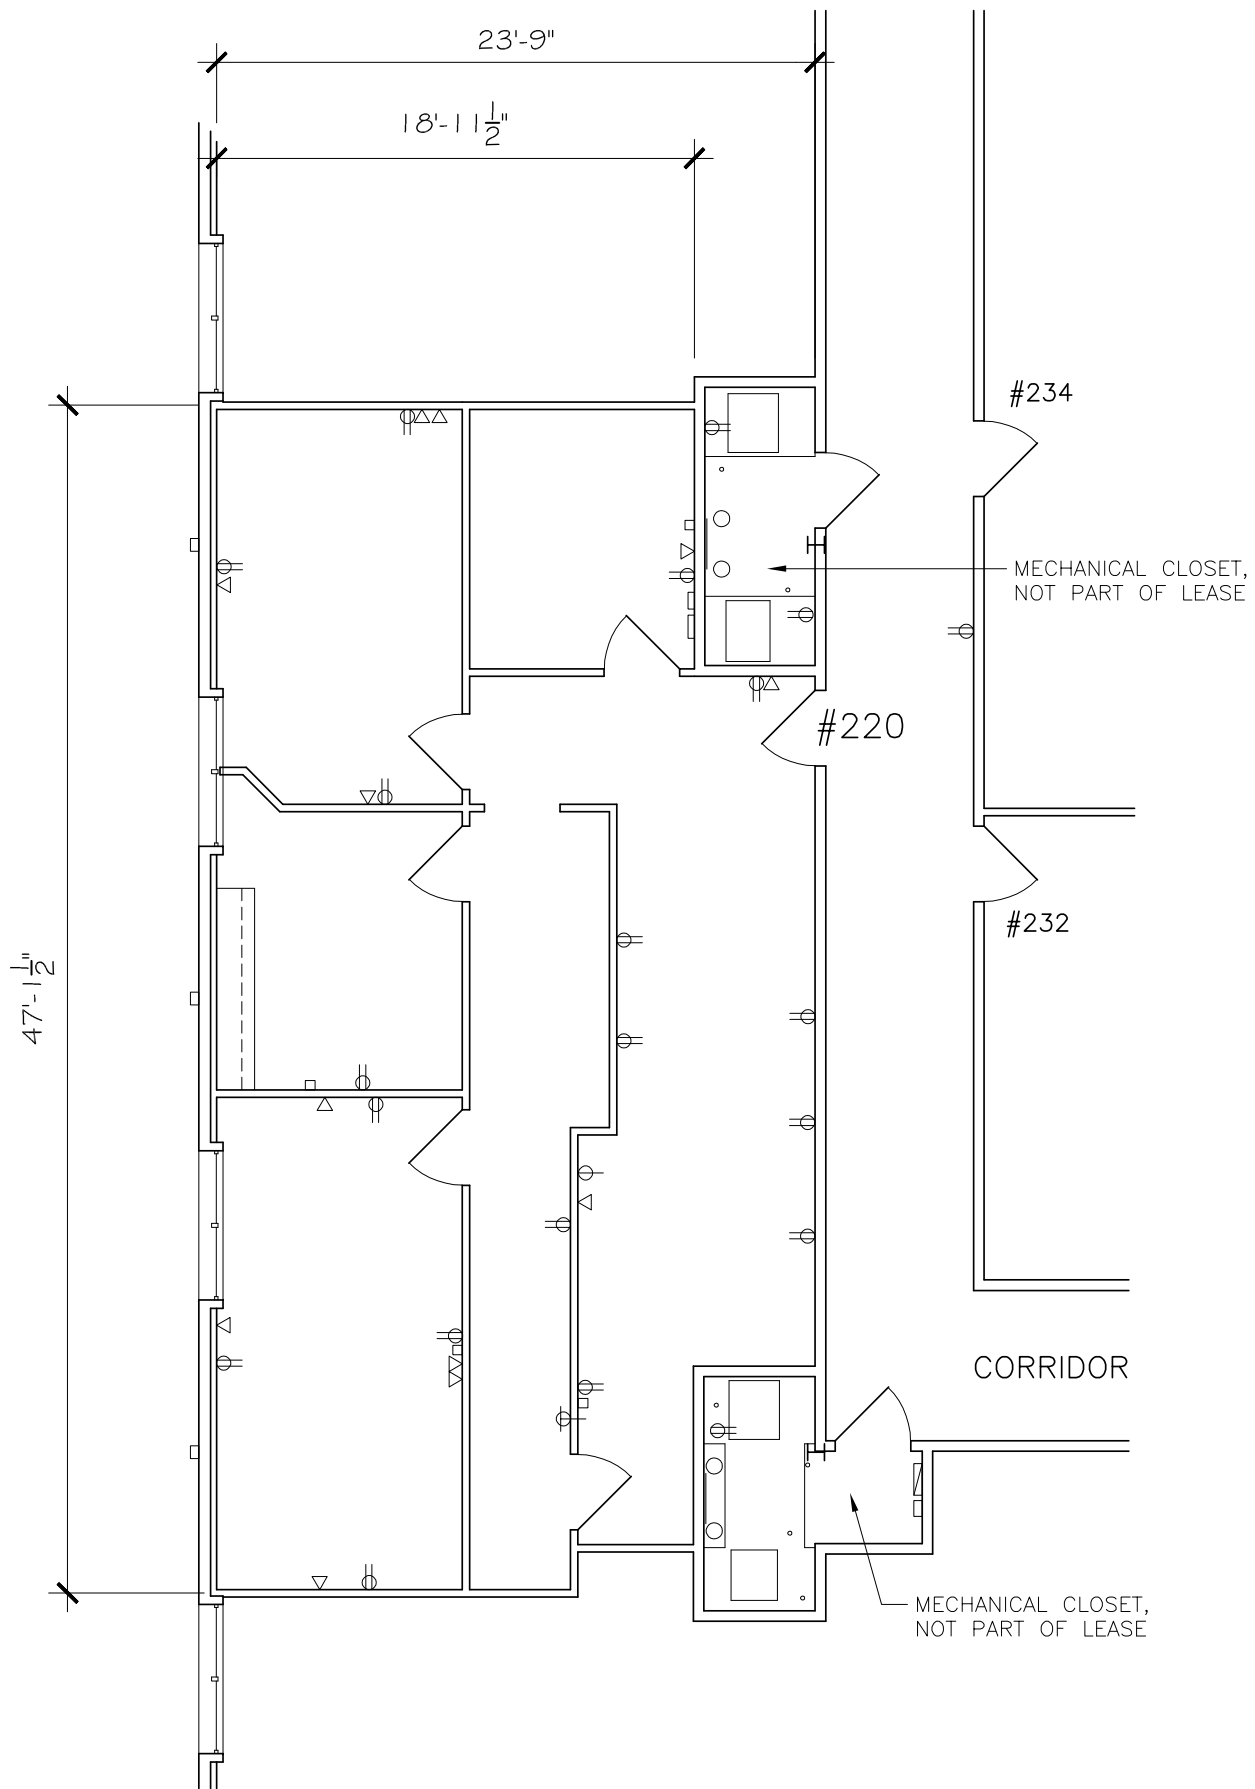 23'-9"
18'-11 1/2"
#234
MECHANICAL CLOSET,
NOT PART OF LEASE
#220
#232
47'-1 1/2"
CORRIDOR
MECHANICAL CLOSET,
NOT PART OF LEASE